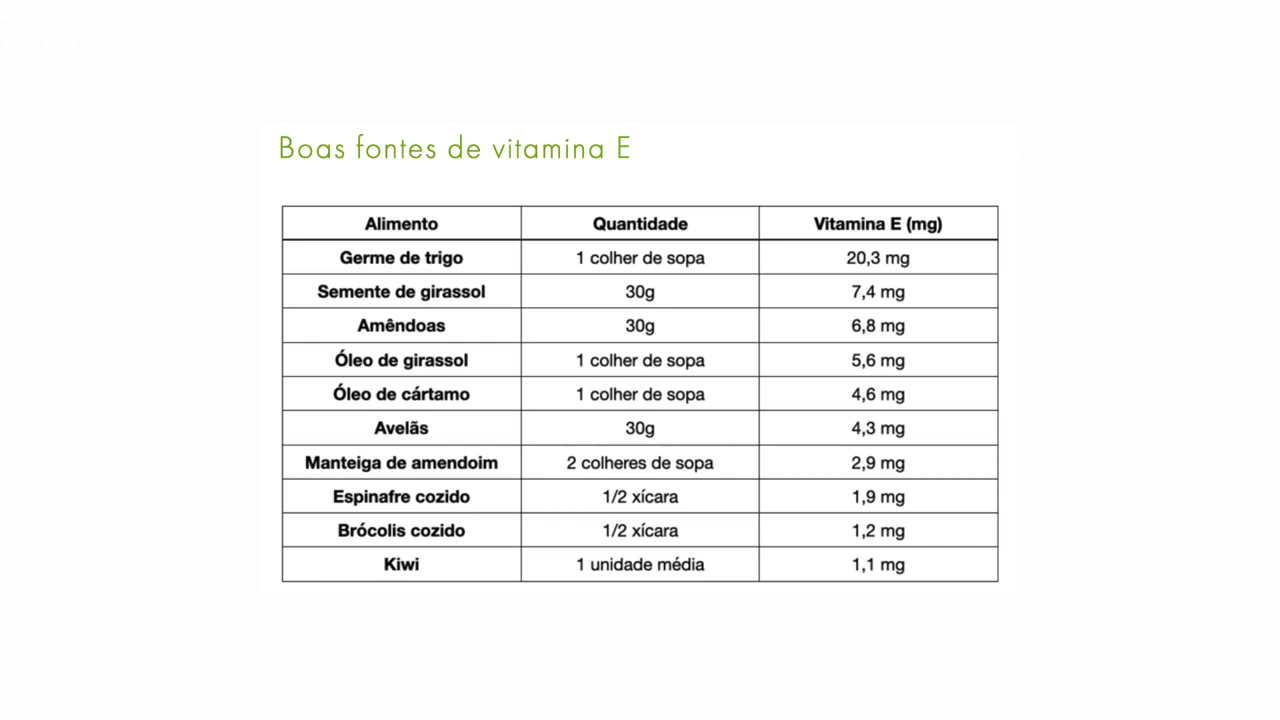 Boas fontes de vitamina E
Alimento Quantidade Vitamina E (mg)
Germe de trigo 1 colher de sopa 20,3 mg
Semente de girassol 30g 7,4 mg
Amêndoas 30g 6,8 mg
Óleo de girassol 1 colher de sopa 5,6 mg
Óleo de cártamo 1 colher de sopa 4,6 mg
Avelãs 30g 4,3 mg
Manteiga de amendoim 2 colheres de sopa 2,9 mg
Espinafre cozido 1/2 xícara 1,9 mg
Brócolis cozido 1/2 xícara 1,2 mg
Kiwi 1 unidade média 1,1 mg